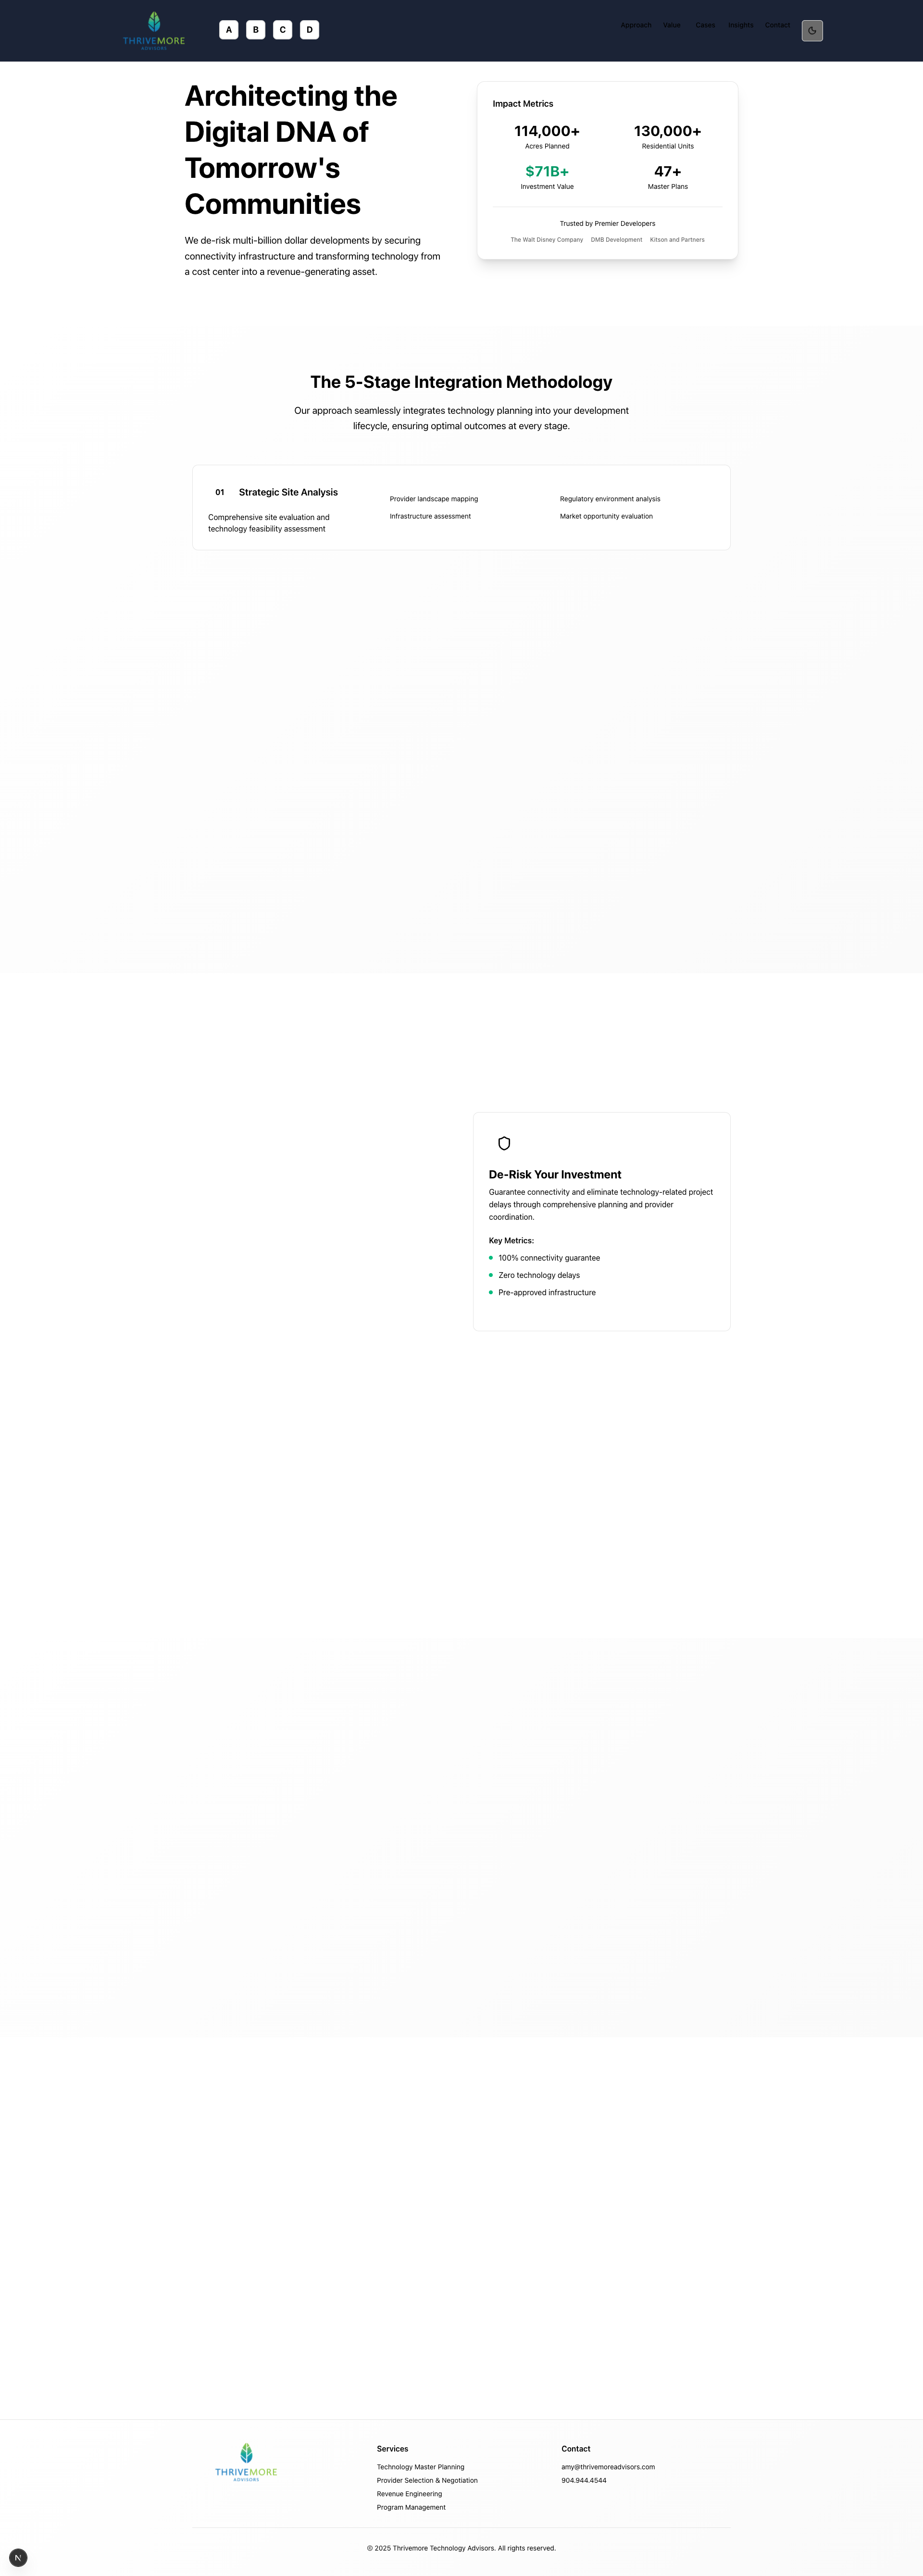 THRIVEMORE
ADVISORS
A B C D
Approach Value Cases Insights Contact
Architecting the
Digital DNA of
Tomorrow's
Communities
We de-risk multi-billion dollar developments by securing
connectivity infrastructure and transforming technology from
a cost center into a revenue-generating asset.
Impact Metrics
114,000+ 130,000+
Acres Planned Residential Units
$71B+ 47+
Investment Value Master Plans
Trusted by Premier Developers
The Walt Disney Company DMB Development Kitson and Partners
The 5-Stage Integration Methodology
Our approach seamlessly integrates technology planning into your development
lifecycle, ensuring optimal outcomes at every stage.
01 Strategic Site Analysis
Comprehensive site evaluation and
technology feasibility assessment
Provider landscape mapping Regulatory environment analysis
Infrastructure assessment Market opportunity evaluation
De-Risk Your Investment
Guarantee connectivity and eliminate technology-related project
delays through comprehensive planning and provider
coordination.
Key Metrics:
100% connectivity guarantee
Zero technology delays
Pre-approved infrastructure
THRIVEMORE
ADVISORS
Services
Technology Master Planning
Provider Selection & Negotiation
Revenue Engineering
Program Management
Contact
amy@thrivemoreadvisors.com
904.944.4544
© 2025 Thrivemore Technology Advisors. All rights reserved.
N